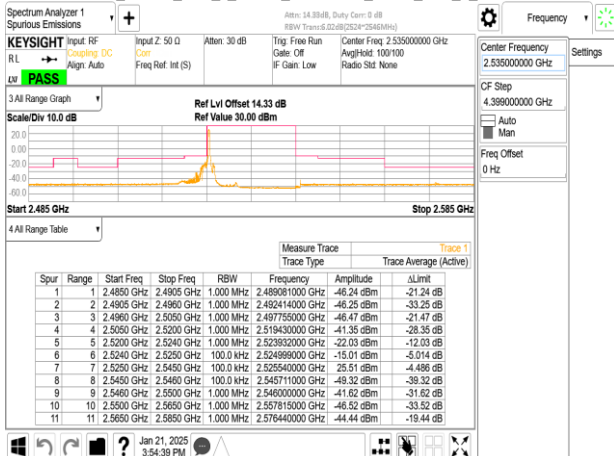 Spectrum Analyzer 1
Spurious Emissions
Attn: 14.33dB, Duty Corr: 0 dB
RBW Trans:6.02dB(2524~2546MHz)
Frequency
KEYSIGHT
RL
LXI
PASS
Input: RF
Coupling: DC
Align: Auto
Input Z: 50 Ω
Corr
Freq Ref: Int (S)
Atten: 30 dB
Trig: Free Run
Gate: Off
IF Gain: Low
Center Freq: 2.535000000 GHz
Avg|Hold: 100/100
Radio Std: None
Center Frequency
2.535000000 GHz
Settings
CF Step
4.399000000 GHz
Auto
Man
Freq Offset
0 Hz
3 All Range Graph
Scale/Div 10.0 dB
Ref Lvl Offset 14.33 dB
Ref Value 30.00 dBm
20.0
0.00
-20.0
-40.0
-60.0
Start 2.485 GHz
Stop 2.585 GHz
4 All Range Table
Measure Trace Trace 1
Trace Type Trace Average (Active)
Spur Range Start Freq Stop Freq RBW Frequency Amplitude ΔLimit
1 1 2.4850 GHz 2.4905 GHz 1.000 MHz 2.489081000 GHz -46.24 dBm -21.24 dB
2 2 2.4905 GHz 2.4960 GHz 1.000 MHz 2.492414000 GHz -46.25 dBm -33.25 dB
3 3 2.4960 GHz 2.5050 GHz 1.000 MHz 2.497755000 GHz -46.47 dBm -21.47 dB
4 4 2.5050 GHz 2.5200 GHz 1.000 MHz 2.519430000 GHz -41.35 dBm -28.35 dB
5 5 2.5200 GHz 2.5240 GHz 1.000 MHz 2.523932000 GHz -22.03 dBm -12.03 dB
6 6 2.5240 GHz 2.5250 GHz 100.0 kHz 2.524999000 GHz -15.01 dBm -5.014 dB
7 7 2.5250 GHz 2.5450 GHz 100.0 kHz 2.525540000 GHz 25.51 dBm -4.486 dB
8 8 2.5450 GHz 2.5460 GHz 100.0 kHz 2.545711000 GHz -49.32 dBm -39.32 dB
9 9 2.5460 GHz 2.5500 GHz 1.000 MHz 2.546000000 GHz -41.62 dBm -31.62 dB
10 10 2.5500 GHz 2.5650 GHz 1.000 MHz 2.557815000 GHz -46.52 dBm -33.52 dB
11 11 2.5650 GHz 2.5850 GHz 1.000 MHz 2.576440000 GHz -44.44 dBm -19.44 dB
?
Jan 21, 2025
3:54:39 PM